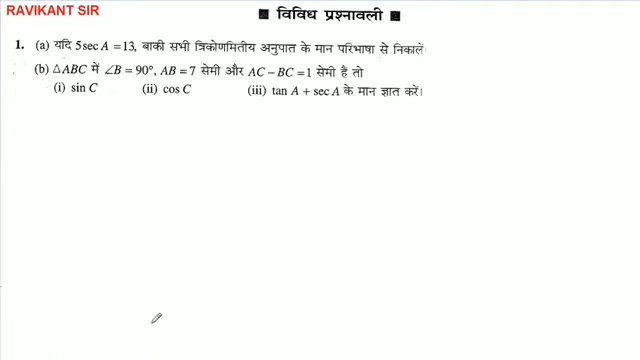 RAVIKANT SIR
■ विविध प्रश्नावली ■
1. (a) यदि 5 sec A = 13, बाकी सभी त्रिकोणमितीय अनुपात के मान परिभाषा से निकालें
(b) △ABC में ∠B = 90°, AB = 7 सेमी और AC − BC = 1 सेमी हैं तो
(i) sin C (ii) cos C (iii) tan A + sec A के मान ज्ञात करें।